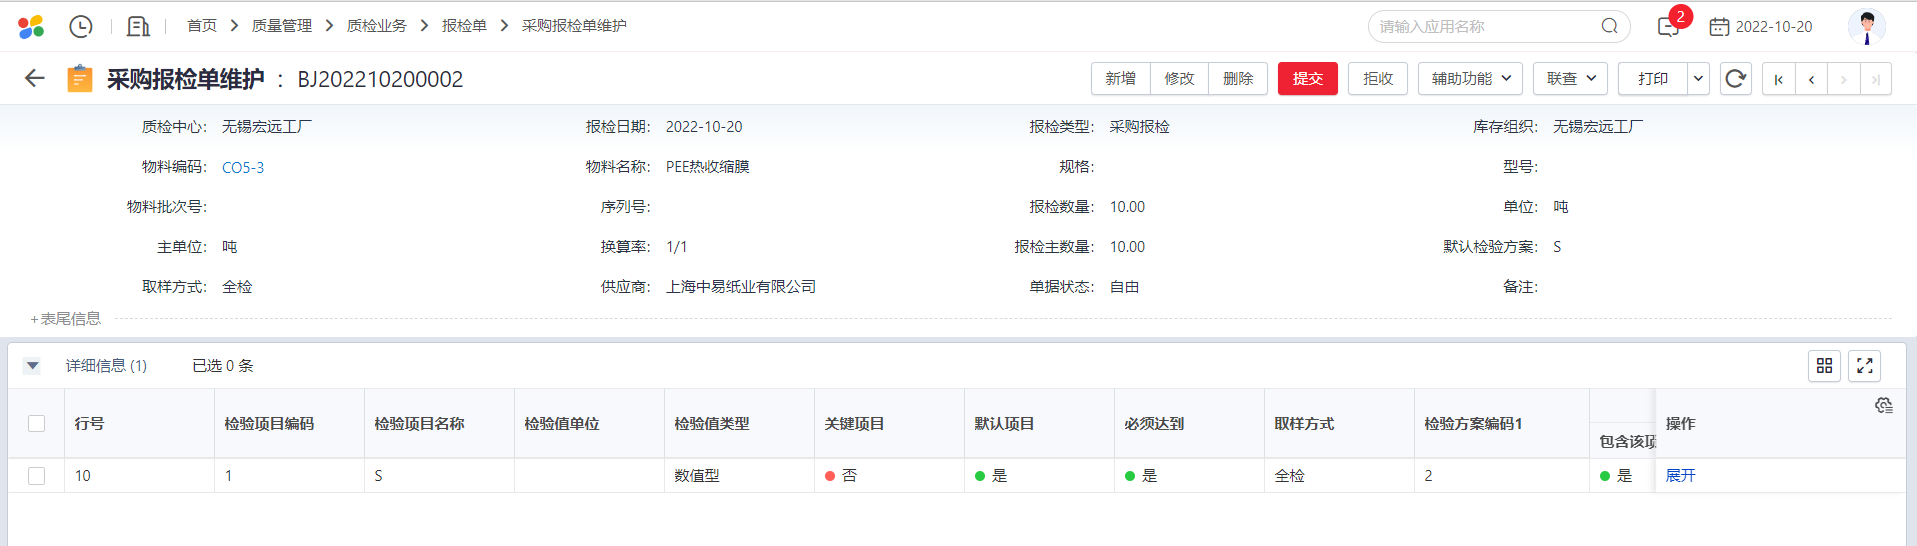 首页 > 质量管理 > 质检业务 > 报检单 > 采购报检单维护 请输入应用名称 2 2022-10-20
采购报检单维护 : BJ202210200002 新增 修改 删除 提交 拒收 辅助功能 联查 打印
质检中心: 无锡宏远工厂 报检日期: 2022-10-20 报检类型: 采购报检 库存组织: 无锡宏远工厂
物料编码: CO5-3 物料名称: PEE热收缩膜 规格: 型号:
物料批次号: 序列号: 报检数量: 10.00 单位: 吨
主单位: 吨 换算率: 1/1 报检主数量: 10.00 默认检验方案: S
取样方式: 全检 供应商: 上海中易纸业有限公司 单据状态: 自由 备注:
+表尾信息
详细信息 (1) 已选 0 条
行号 检验项目编码 检验项目名称 检验值单位 检验值类型 关键项目 默认项目 必须达到 取样方式 检验方案编码1 包含该项 操作
10 1 S 数值型 否 是 是 全检 2 是 展开